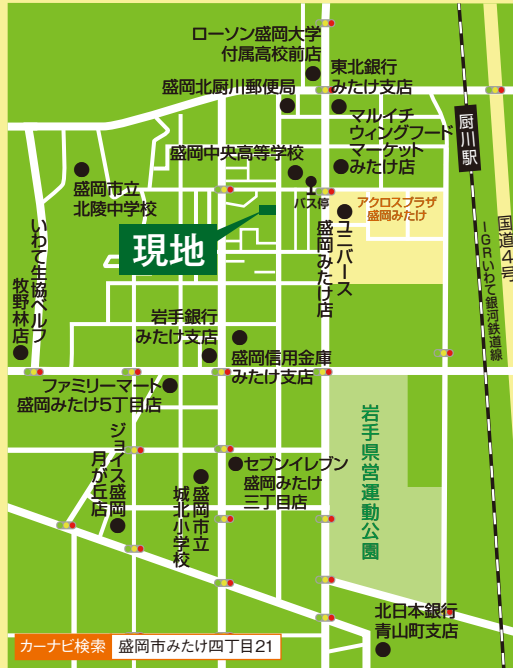 ローソン盛岡大学
付属高校前店
東北銀行
みたけ支店
盛岡北厨川郵便局
マルイチ
ウィングフード
マーケット
みたけ店
厨川駅
盛岡中央高等学校
盛岡市立
北陵中学校
バス停
アクロスプラザ
盛岡みたけ
ユニバース
盛岡みたけ店
国道4号
IGRいわて銀河鉄道線
現地
いわて生協ベルフ
牧野林店
岩手銀行
みたけ支店
盛岡信用金庫
みたけ支店
ファミリーマート
盛岡みたけ5丁目店
岩手県営運動公園
ジョイス盛岡
月が丘店
セブンイレブン
盛岡みたけ
三丁目店
盛岡市立
城北小学校
北日本銀行
青山町支店
カーナビ検索 盛岡市みたけ四丁目21